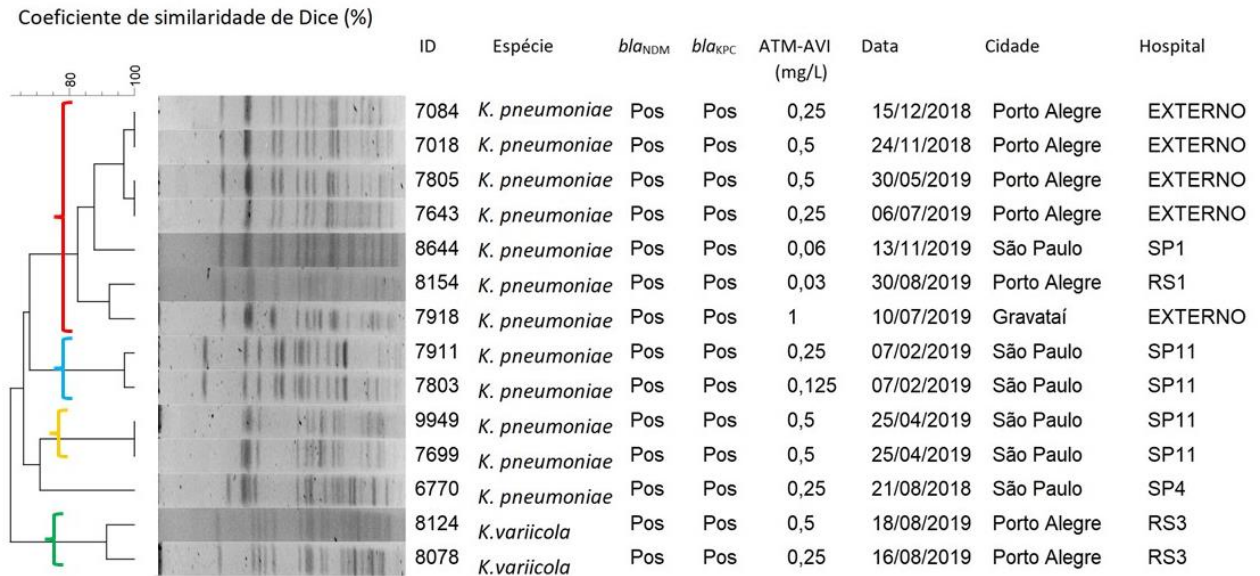 Coeficiente de similaridade de Dice (%)
ID Espécie blaNDM blaKPC ATM-AVI (mg/L) Data Cidade Hospital
80 100
7084 K. pneumoniae Pos Pos 0,25 15/12/2018 Porto Alegre EXTERNO
7018 K. pneumoniae Pos Pos 0,5 24/11/2018 Porto Alegre EXTERNO
7805 K. pneumoniae Pos Pos 0,5 30/05/2019 Porto Alegre EXTERNO
7643 K. pneumoniae Pos Pos 0,25 06/07/2019 Porto Alegre EXTERNO
8644 K. pneumoniae Pos Pos 0,06 13/11/2019 São Paulo SP1
8154 K. pneumoniae Pos Pos 0,03 30/08/2019 Porto Alegre RS1
7918 K. pneumoniae Pos Pos 1 10/07/2019 Gravataí EXTERNO
7911 K. pneumoniae Pos Pos 0,25 07/02/2019 São Paulo SP11
7803 K. pneumoniae Pos Pos 0,125 07/02/2019 São Paulo SP11
9949 K. pneumoniae Pos Pos 0,5 25/04/2019 São Paulo SP11
7699 K. pneumoniae Pos Pos 0,5 25/04/2019 São Paulo SP11
6770 K. pneumoniae Pos Pos 0,25 21/08/2018 São Paulo SP4
8124 K.variicola Pos Pos 0,5 18/08/2019 Porto Alegre RS3
8078 K.variicola Pos Pos 0,25 16/08/2019 Porto Alegre RS3